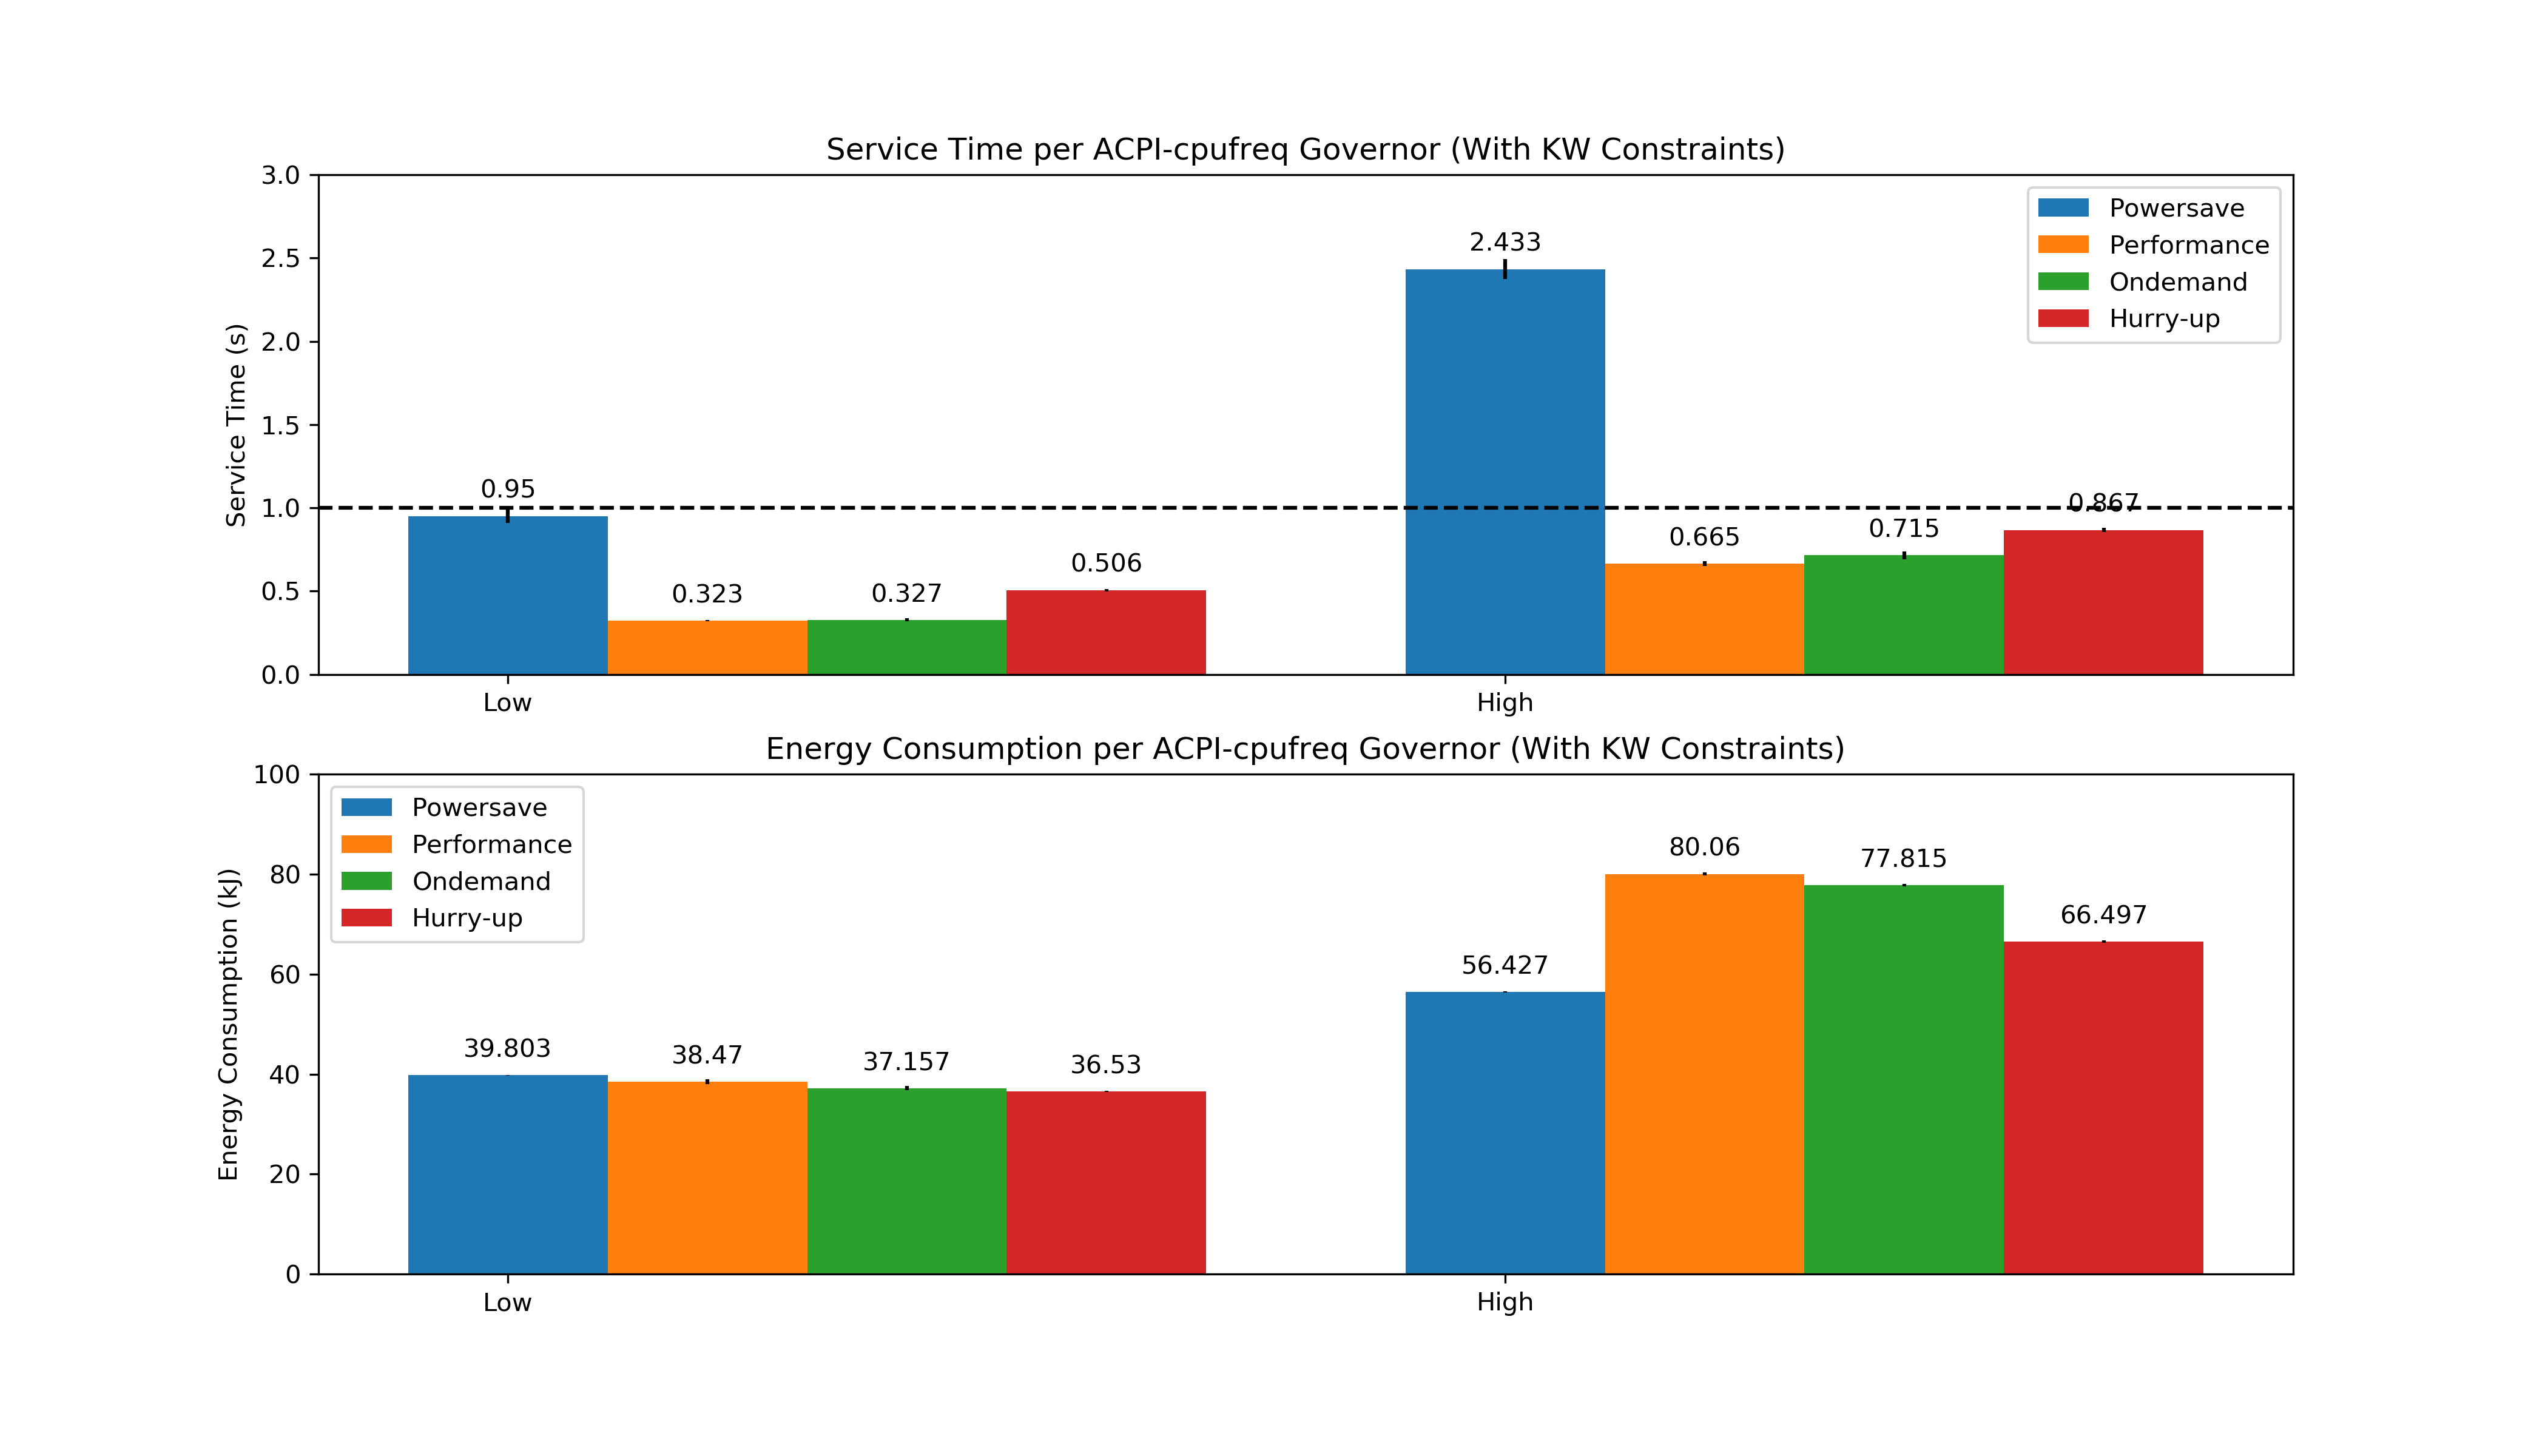 Service Time per ACPI-cpufreq Governor (With KW Constraints)
Service Time (s)
3.0
2.5
2.0
1.5
1.0
0.5
0.0
0.95
0.323
0.327
0.506
2.433
0.665
0.715
0.867
Powersave
Performance
Ondemand
Hurry-up
Low
High
Energy Consumption per ACPI-cpufreq Governor (With KW Constraints)
Energy Consumption (kJ)
100
80
60
40
20
0
Powersave
Performance
Ondemand
Hurry-up
39.803
38.47
37.157
36.53
56.427
80.06
77.815
66.497
Low
High